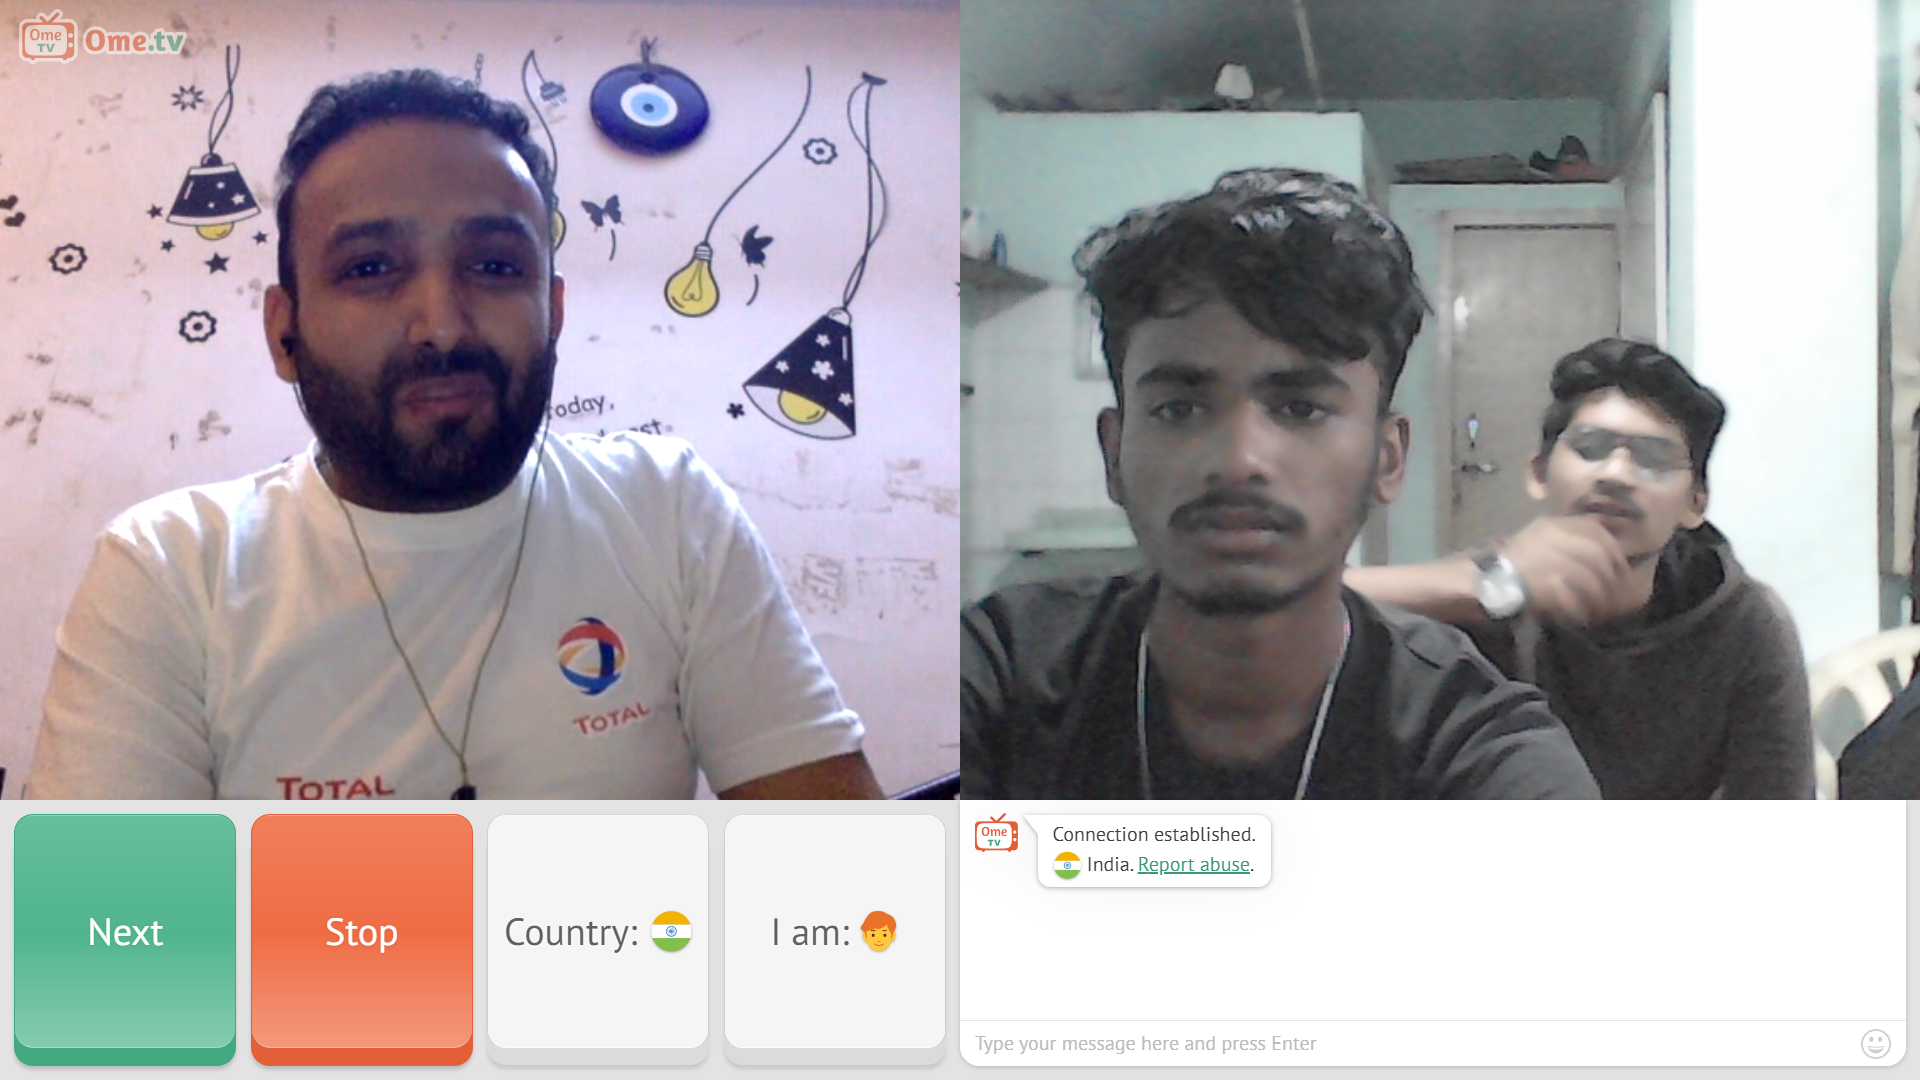 Ome
TV
Ome.tv
today,
TOTAL
TOTAL
Next
Stop
Country:
I am:
Ome
TV
Connection established.
India. Report abuse.
Type your message here and press Enter